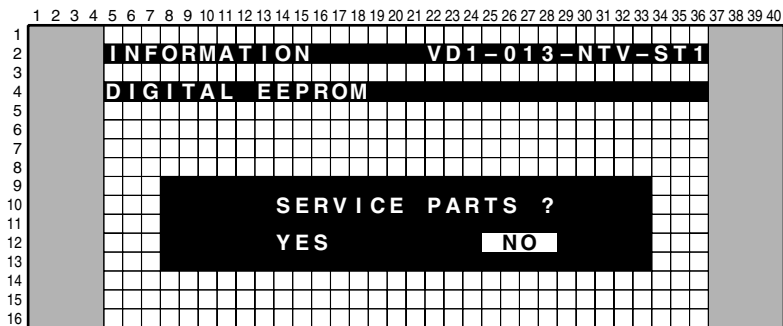 1 2 3 4 5 6 7 8 9 10 11 12 13 14 15 16 17 18 19 20 21 22 23 24 25 26 27 28 29 30 31 32 33 34 35 36 37 38 39 40
1
2 INFORMATION VD1–013–NTV–ST1
3
4 DIGITAL EEPROM
5
6
7
8
9
10 SERVICE PARTS ?
11
12 YES NO
13
14
15
16